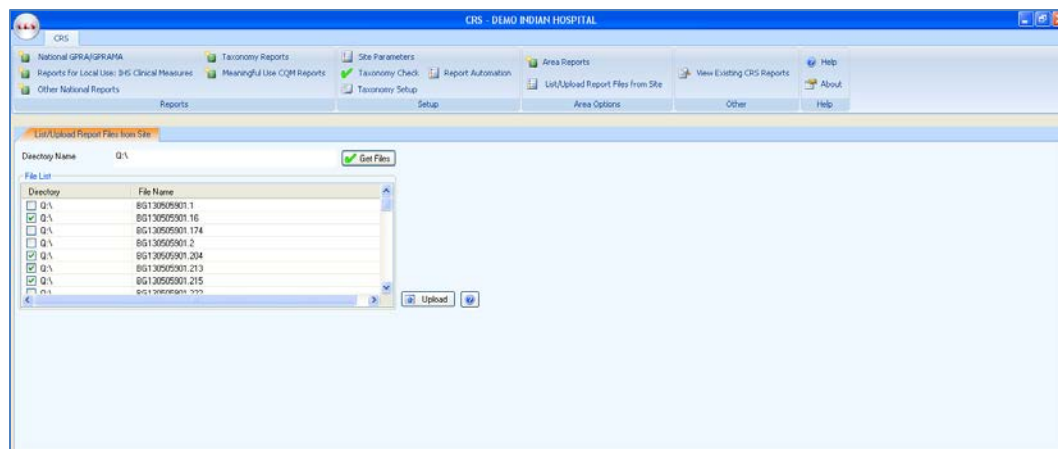 CRS - DEMO INDIAN HOSPITAL
CRS
National GPRA/GPRAMA
Reports for Local Use: IHS Clinical Measures
Other National Reports
Taxonomy Reports
Meaningful Use CQM Reports
Reports
Site Parameters
Taxonomy Check
Report Automation
Taxonomy Setup
Setup
Area Reports
List/Upload Report Files from Site
Area Options
View Existing CRS Reports
Other
Help
About
Help
List/Upload Report Files from Site
Directory Name Q:\ Get Files
File List
Directory File Name
Q:\ BG130505901.1
Q:\ BG130505901.16
Q:\ BG130505901.174
Q:\ BG130505901.2
Q:\ BG130505901.204
Q:\ BG130505901.213
Q:\ BG130505901.215
Q:\ BG130505901.222
Upload